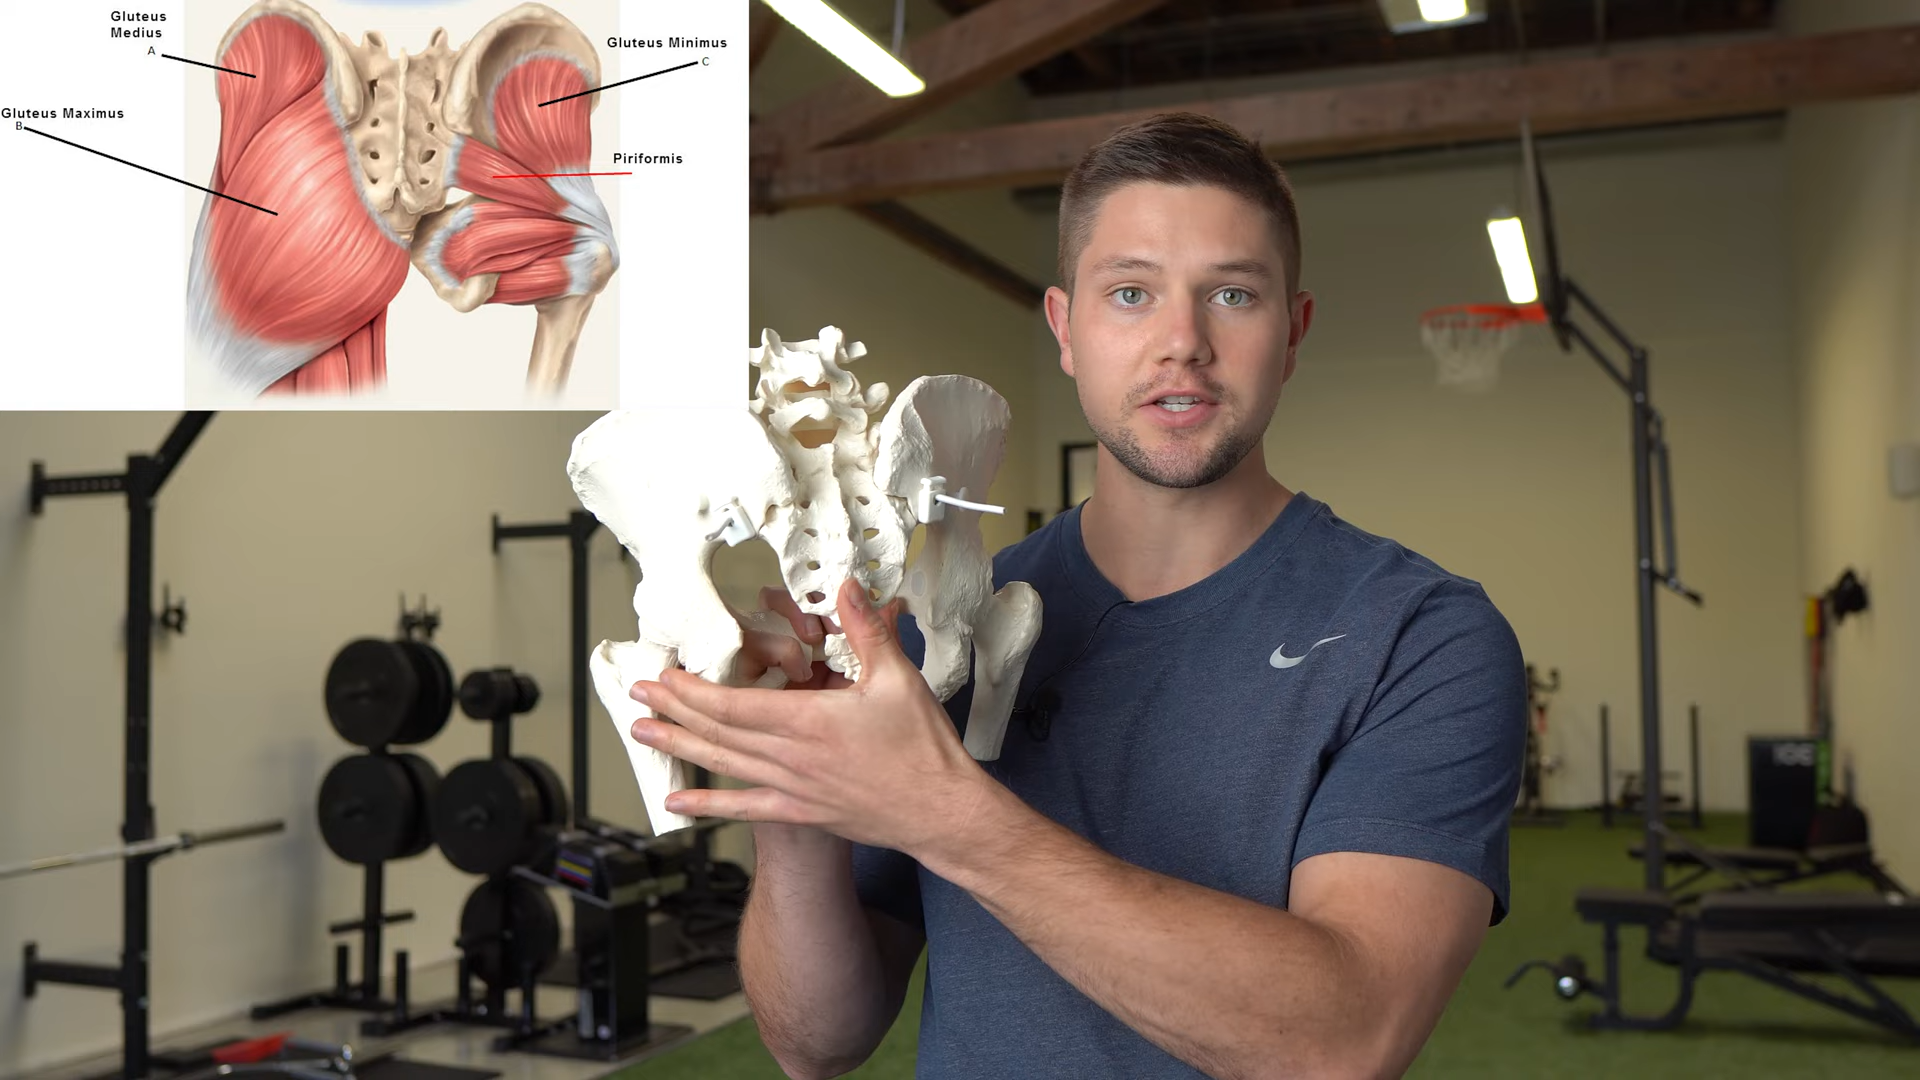 Gluteus
Medius
A
Gluteus Maximus
B
Gluteus Minimus
C
Piriformis